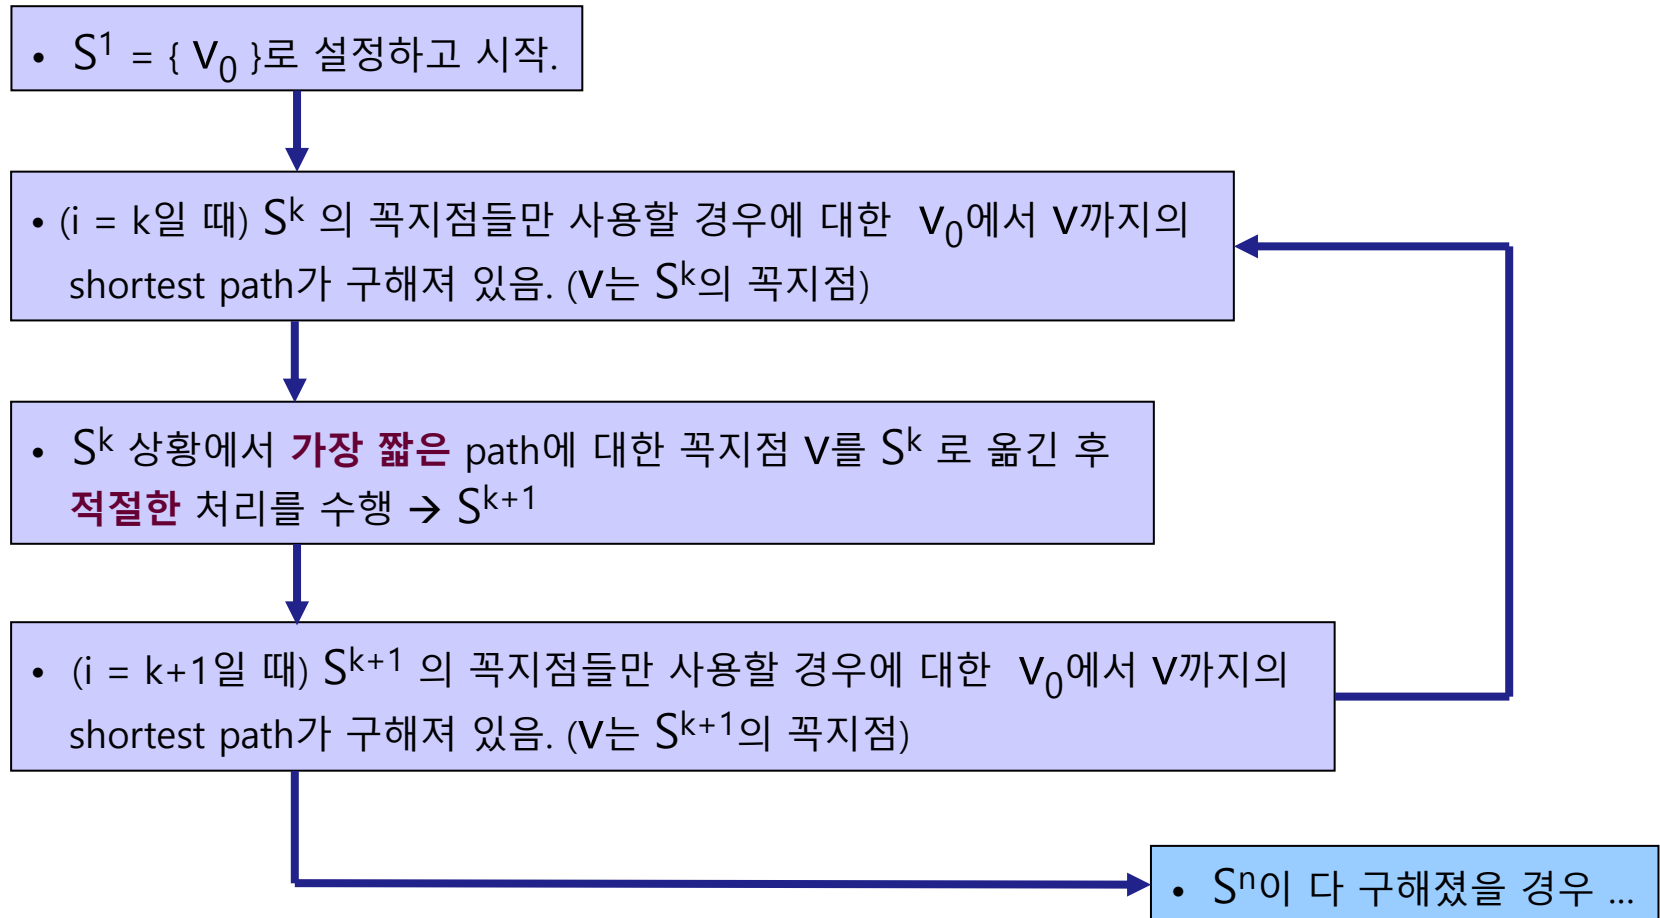 • S¹ = { v₀ }로 설정하고 시작.
• (i = k일 때) Sᵏ 의 꼭지점들만 사용할 경우에 대한 v₀에서 v까지의
shortest path가 구해져 있음. (v는 Sᵏ의 꼭지점)
• Sᵏ 상황에서 가장 짧은 path에 대한 꼭지점 v를 Sᵏ 로 옮긴 후
적절한 처리를 수행 → Sᵏ⁺¹
• (i = k+1일 때) Sᵏ⁺¹ 의 꼭지점들만 사용할 경우에 대한 v₀에서 v까지의
shortest path가 구해져 있음. (v는 Sᵏ⁺¹의 꼭지점)
• Sⁿ이 다 구해졌을 경우 ...